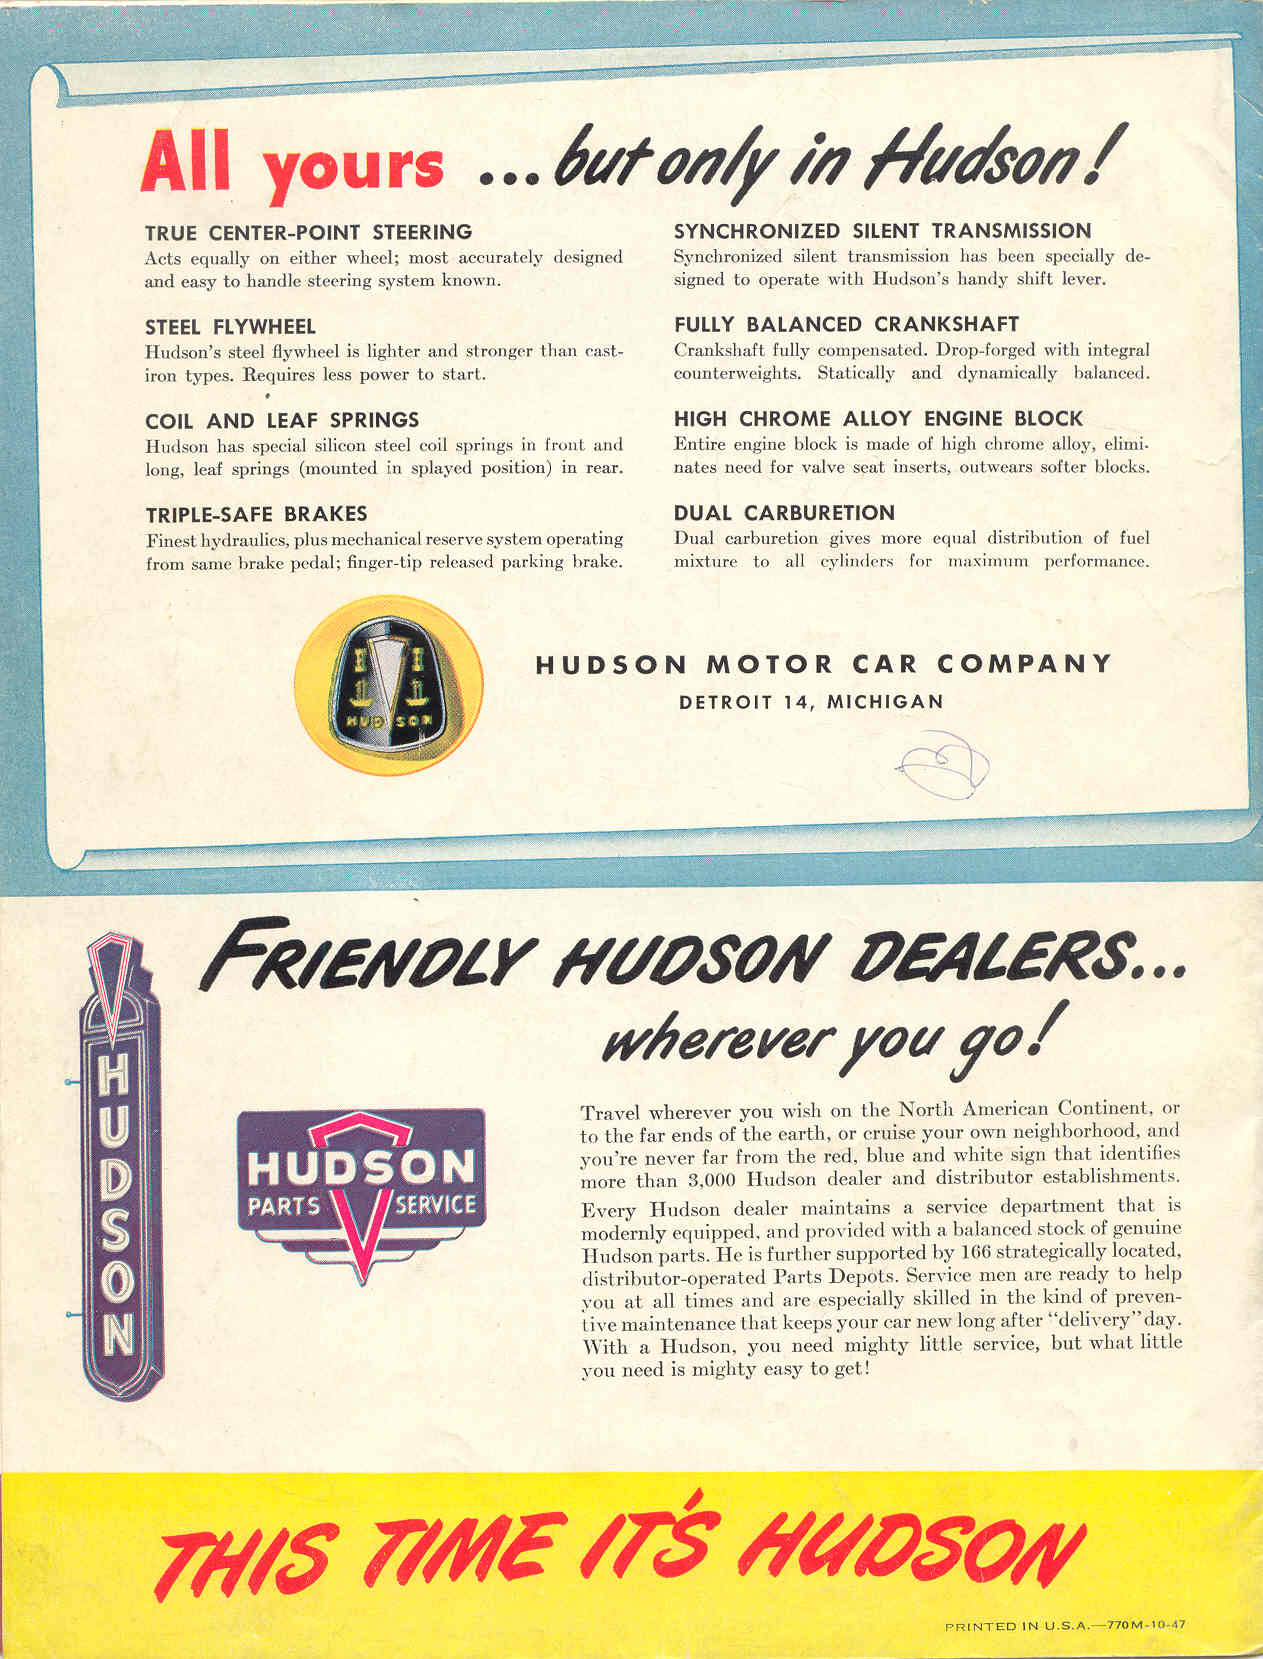 All yours ...but only in Hudson!
TRUE CENTER-POINT STEERING
Acts equally on either wheel; most accurately designed
and easy to handle steering system known.
STEEL FLYWHEEL
Hudson's steel flywheel is lighter and stronger than cast-
iron types. Requires less power to start.
COIL AND LEAF SPRINGS
Hudson has special silicon steel coil springs in front and
long, leaf springs (mounted in splayed position) in rear.
TRIPLE-SAFE BRAKES
Finest hydraulics, plus mechanical reserve system operating
from same brake pedal; finger-tip released parking brake.
SYNCHRONIZED SILENT TRANSMISSION
Synchronized silent transmission has been specially de-
signed to operate with Hudson's handy shift lever.
FULLY BALANCED CRANKSHAFT
Crankshaft fully compensated. Drop-forged with integral
counterweights. Statically and dynamically balanced.
HIGH CHROME ALLOY ENGINE BLOCK
Entire engine block is made of high chrome alloy, elimi-
nates need for valve seat inserts, outwears softer blocks.
DUAL CARBURETION
Dual carburetion gives more equal distribution of fuel
mixture to all cylinders for maximum performance.
HUDSON
HUDSON MOTOR CAR COMPANY
DETROIT 14, MICHIGAN
FRIENDLY HUDSON DEALERS...
wherever you go!
HUDSON
HUDSON
PARTS SERVICE
Travel wherever you wish on the North American Continent, or
to the far ends of the earth, or cruise your own neighborhood, and
you're never far from the red, blue and white sign that identifies
more than 3,000 Hudson dealer and distributor establishments.
Every Hudson dealer maintains a service department that is
modernly equipped, and provided with a balanced stock of genuine
Hudson parts. He is further supported by 166 strategically located,
distributor-operated Parts Depots. Service men are ready to help
you at all times and are especially skilled in the kind of preven-
tive maintenance that keeps your car new long after "delivery" day.
With a Hudson, you need mighty little service, but what little
you need is mighty easy to get!
THIS TIME IT'S HUDSON
PRINTED IN U.S.A.—770M-10-47